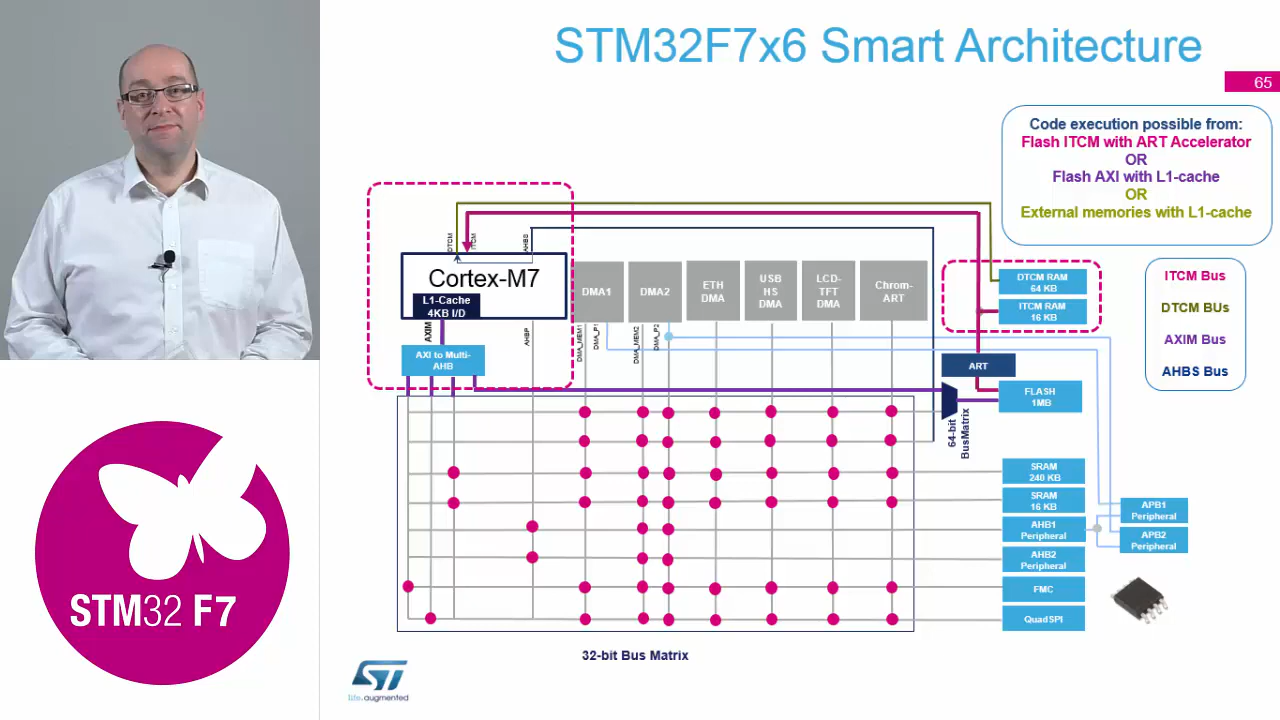 STM32F7x6 Smart Architecture
65
Code execution possible from:
Flash ITCM with ART Accelerator
OR
Flash AXI with L1-cache
OR
External memories with L1-cache
DTCM
ITCM
AHBS
Cortex-M7
L1-Cache
4KB I/D
AXIM
AHBP
AXI to Multi-
AHB
DMA1
DMA2
ETH
DMA
USB
HS
DMA
LCD-
TFT
DMA
Chrom-
ART
DMA_MEM1
DMA_P1
DMA_MEM2
DMA_P2
DTCM RAM
64 KB
ITCM RAM
16 KB
ITCM Bus
DTCM BUs
AXIM Bus
AHBS Bus
ART
FLASH
1MB
64-bit
BusMatrix
SRAM
240 KB
SRAM
16 KB
AHB1
Peripheral
AHB2
Peripheral
FMC
QuadSPI
APB1
Peripheral
APB2
Peripheral
32-bit Bus Matrix
STM32 F7
ST
life.augmented